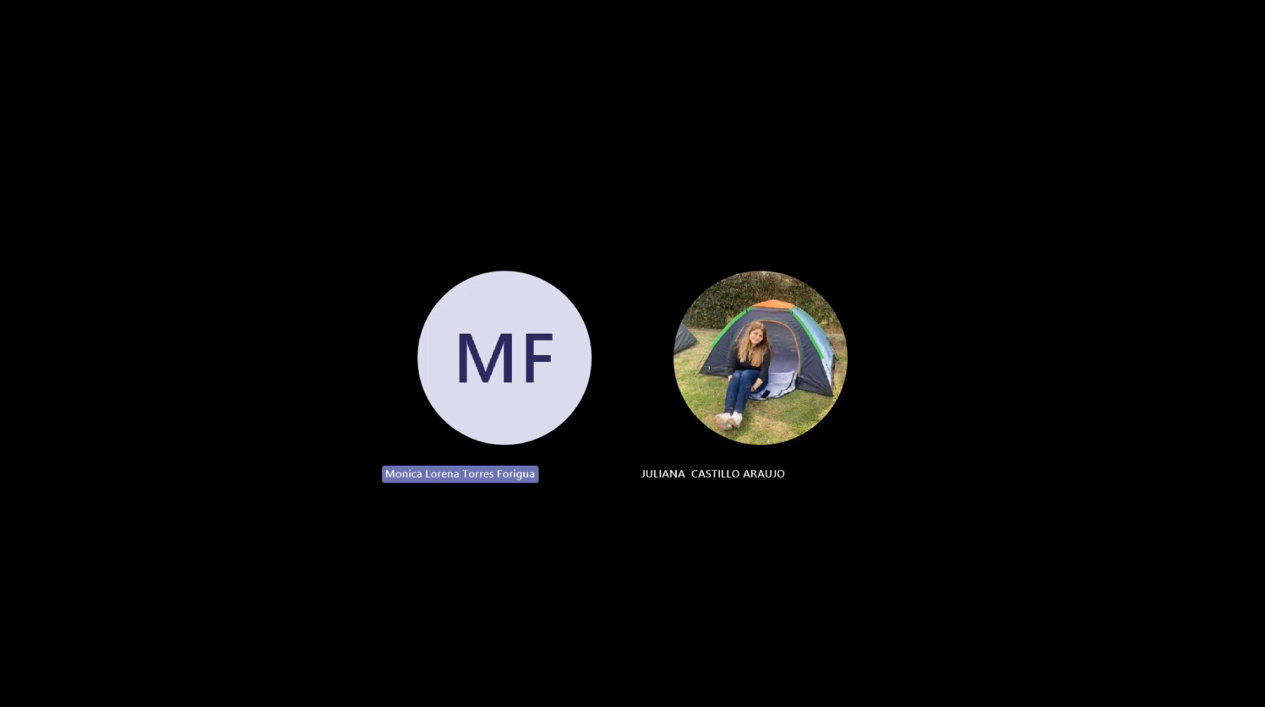 MF
Monica Lorena Torres Forigua
JULIANA  CASTILLO ARAUJO